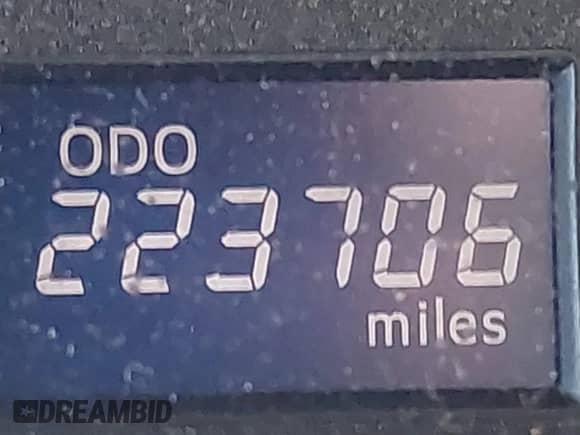 ODO
223706
miles
DREAMBID